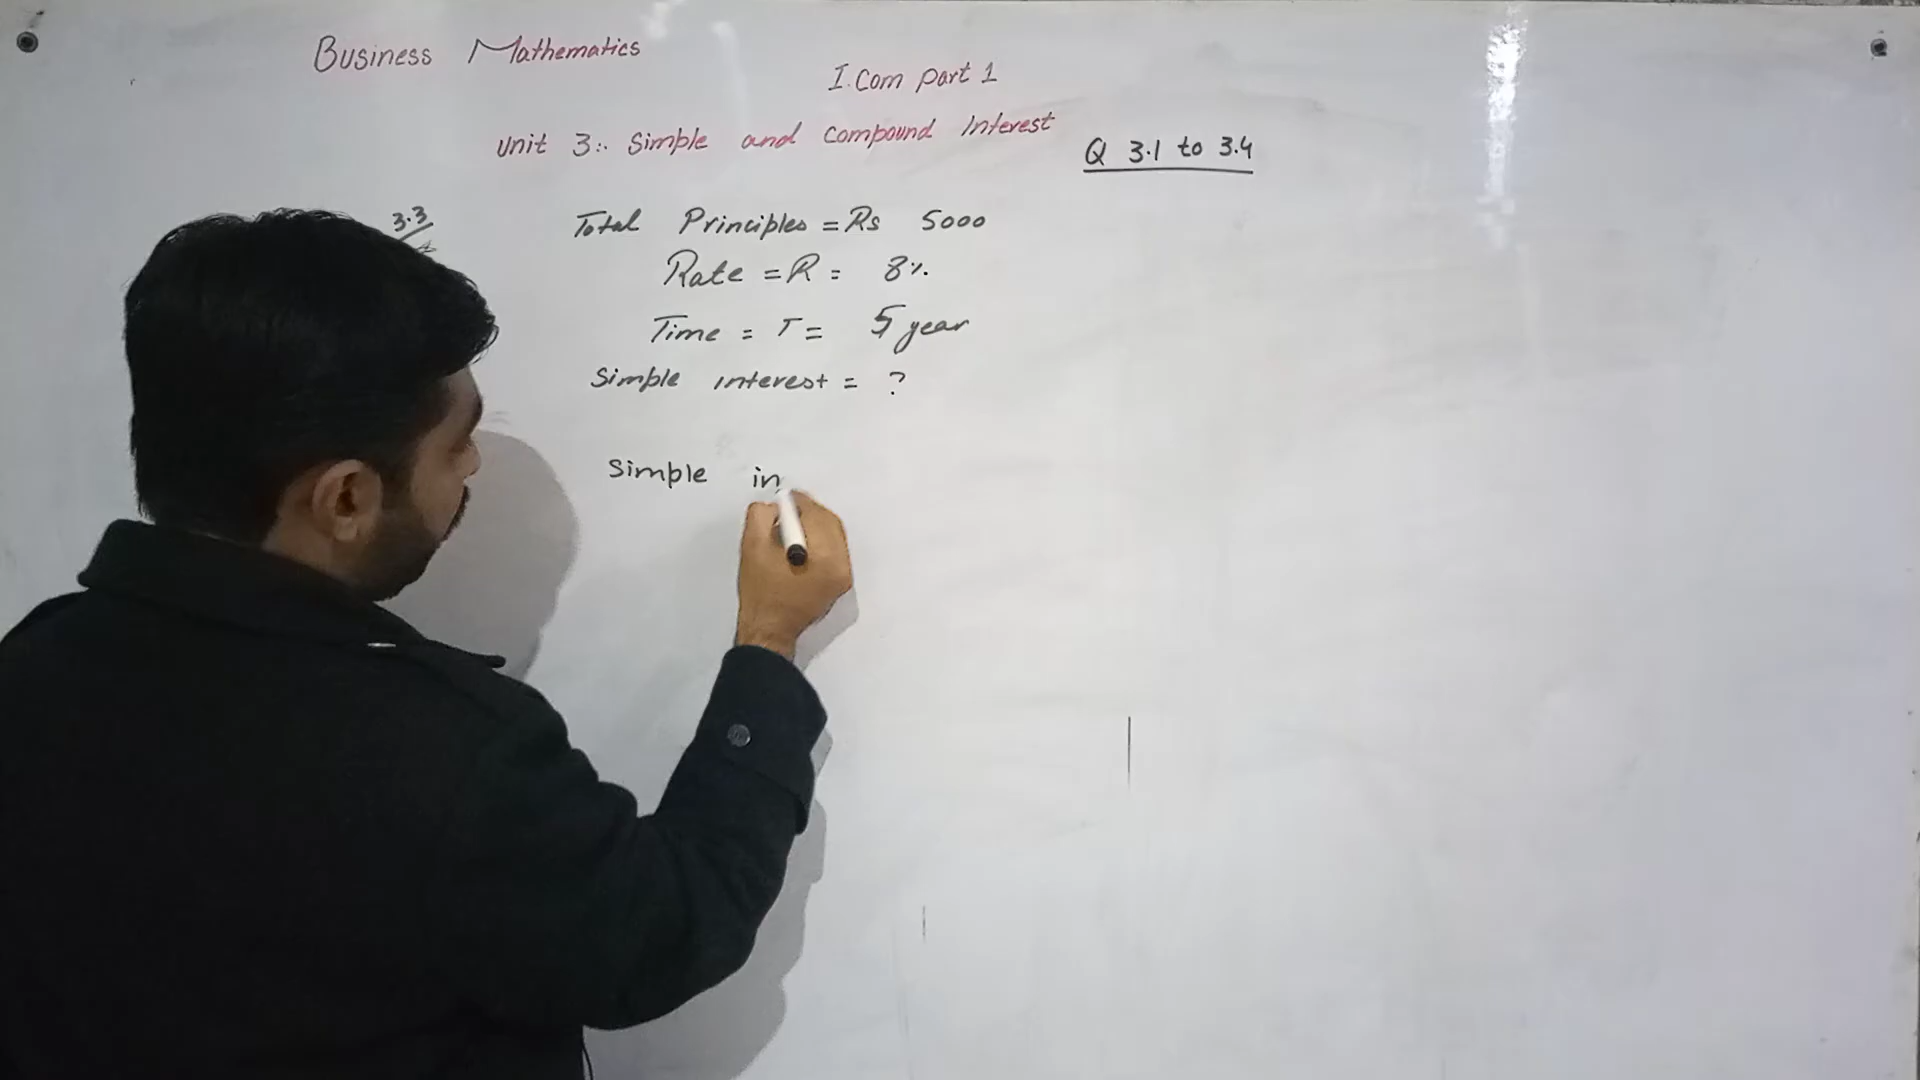 Business Mathematics
I.Com part 1
Unit 3:. Simple and Compound Interest
Q 3.1 to 3.4
3.3
Total Principles = Rs 5000
Rate = R = 8%
Time = T = 5 year
Simple interest = ?
Simple in